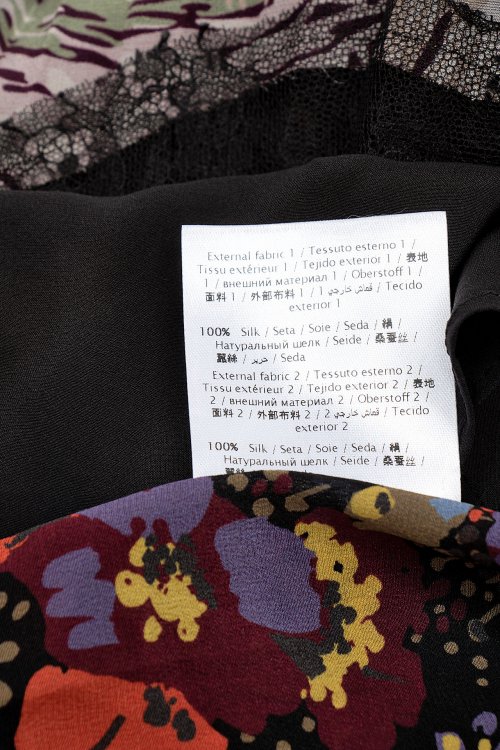 External fabric 1 / Tessuto esterno 1 /
Tissu extérieur 1 / Tejido exterior 1 / 表地
1 / внешний материал 1 / Oberstoff 1 /
面料 1 / 外部布料 1 / 1 قماش خارجي / Tecido
exterior 1
100% Silk / Seta / Soie / Seda / 絹 /
Натуральный шелк / Seide / 桑蚕丝 /
蠶絲 / حرير / Seda
External fabric 2 / Tessuto esterno 2 /
Tissu extérieur 2 / Tejido exterior 2 / 表地
2 / внешний материал 2 / Oberstoff 2 /
面料 2 / 外部布料 2 / 2 قماش خارجي / Tecido
exterior 2
100% Silk / Seta / Soie / Seda / 絹 /
Натуральный шелк / Seide / 桑蚕丝 /